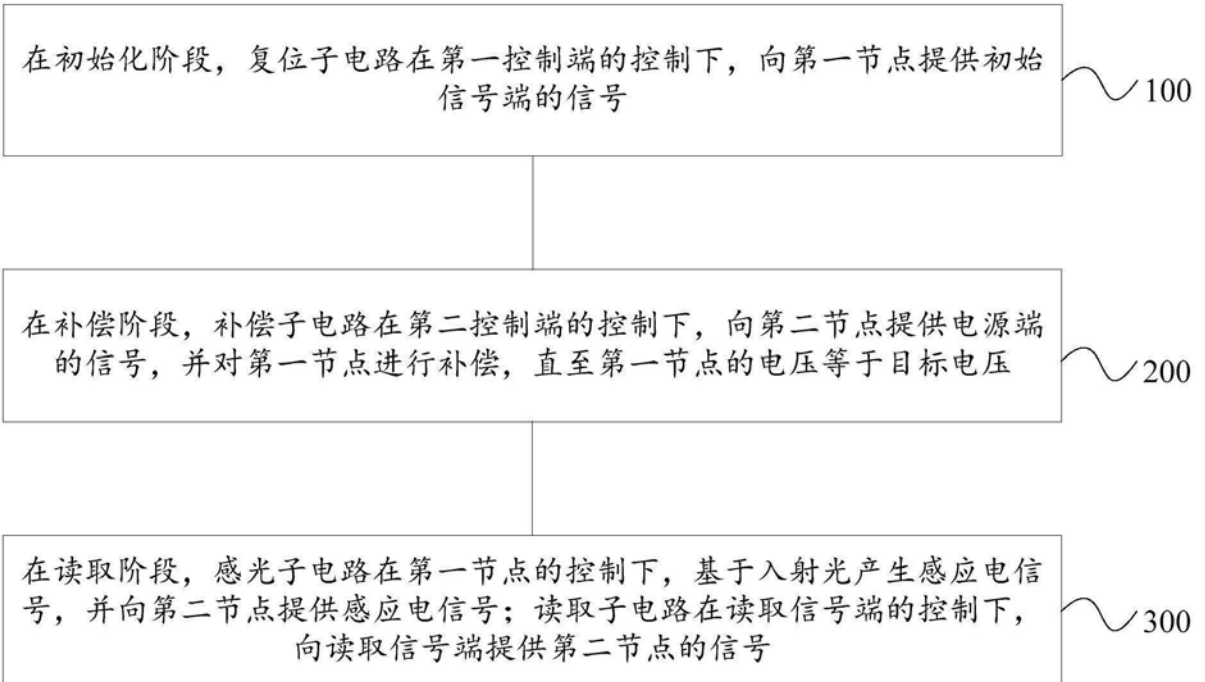 在初始化阶段，复位子电路在第一控制端的控制下，向第一节点提供初始
信号端的信号
100
在补偿阶段，补偿子电路在第二控制端的控制下，向第二节点提供电源端
的信号，并对第一节点进行补偿，直至第一节点的电压等于目标电压
200
在读取阶段，感光子电路在第一节点的控制下，基于入射光产生感应电信
号，并向第二节点提供感应电信号；读取子电路在读取信号端的控制下，
向读取信号端提供第二节点的信号
300